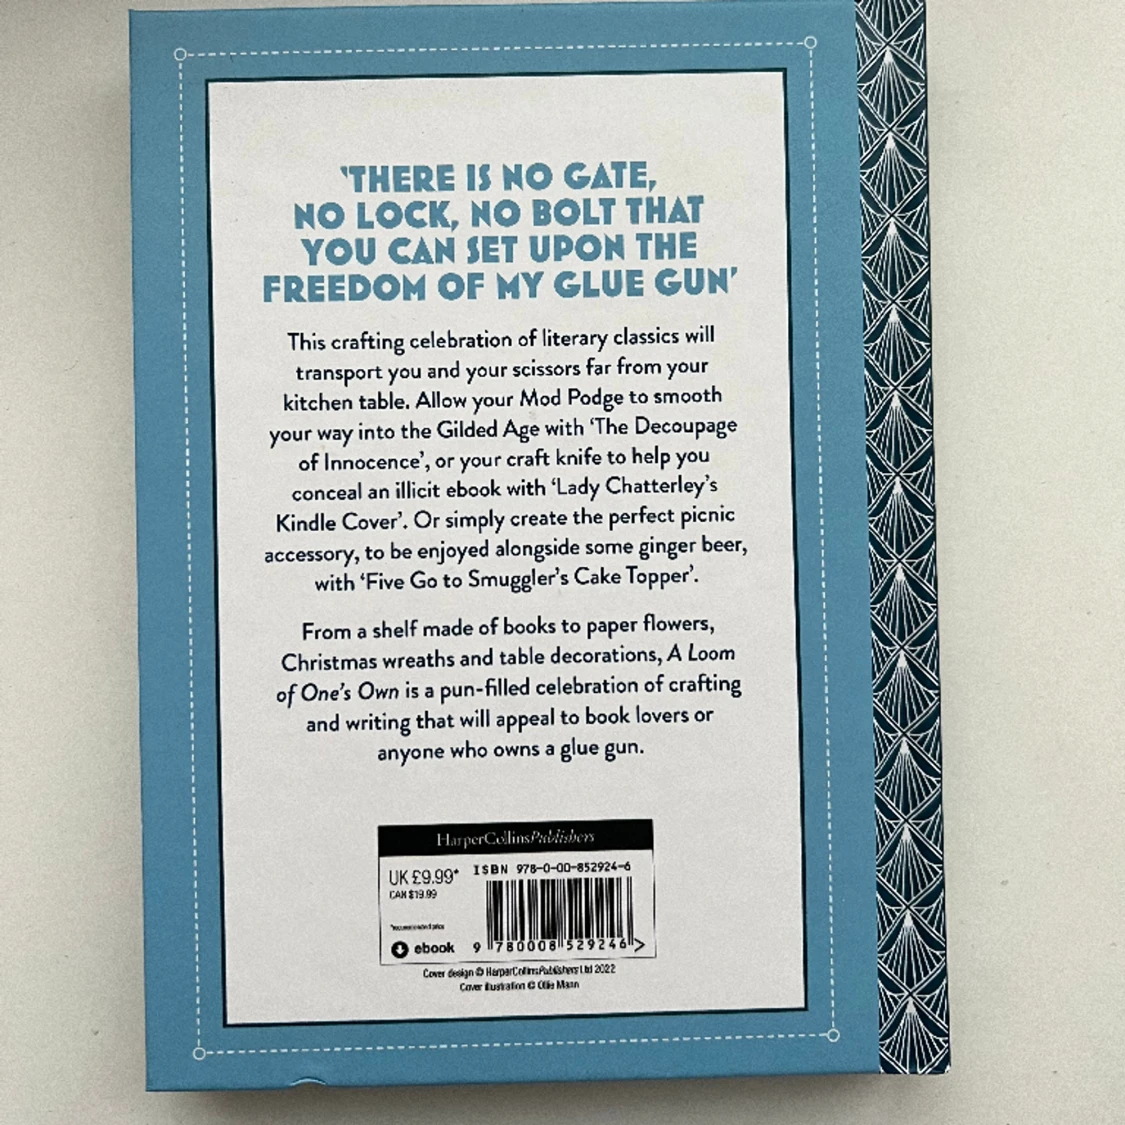 ‘THERE IS NO GATE,
NO LOCK, NO BOLT THAT
YOU CAN SET UPON THE
FREEDOM OF MY GLUE GUN’
This crafting celebration of literary classics will
transport you and your scissors far from your
kitchen table. Allow your Mod Podge to smooth
your way into the Gilded Age with ‘The Decoupage
of Innocence’, or your craft knife to help you
conceal an illicit ebook with ‘Lady Chatterley’s
Kindle Cover’. Or simply create the perfect picnic
accessory, to be enjoyed alongside some ginger beer,
with ‘Five Go to Smuggler’s Cake Topper’.
From a shelf made of books to paper flowers,
Christmas wreaths and table decorations, A Loom
of One’s Own is a pun-filled celebration of crafting
and writing that will appeal to book lovers or
anyone who owns a glue gun.
HarperCollinsPublishers
UK £9.99*
CAN $19.99
*recommended price
ebook
ISBN 978-0-00-852924-6
9 780008 529246 >
Cover design © HarperCollinsPublishers Ltd 2022
Cover illustration © Ollie Mann